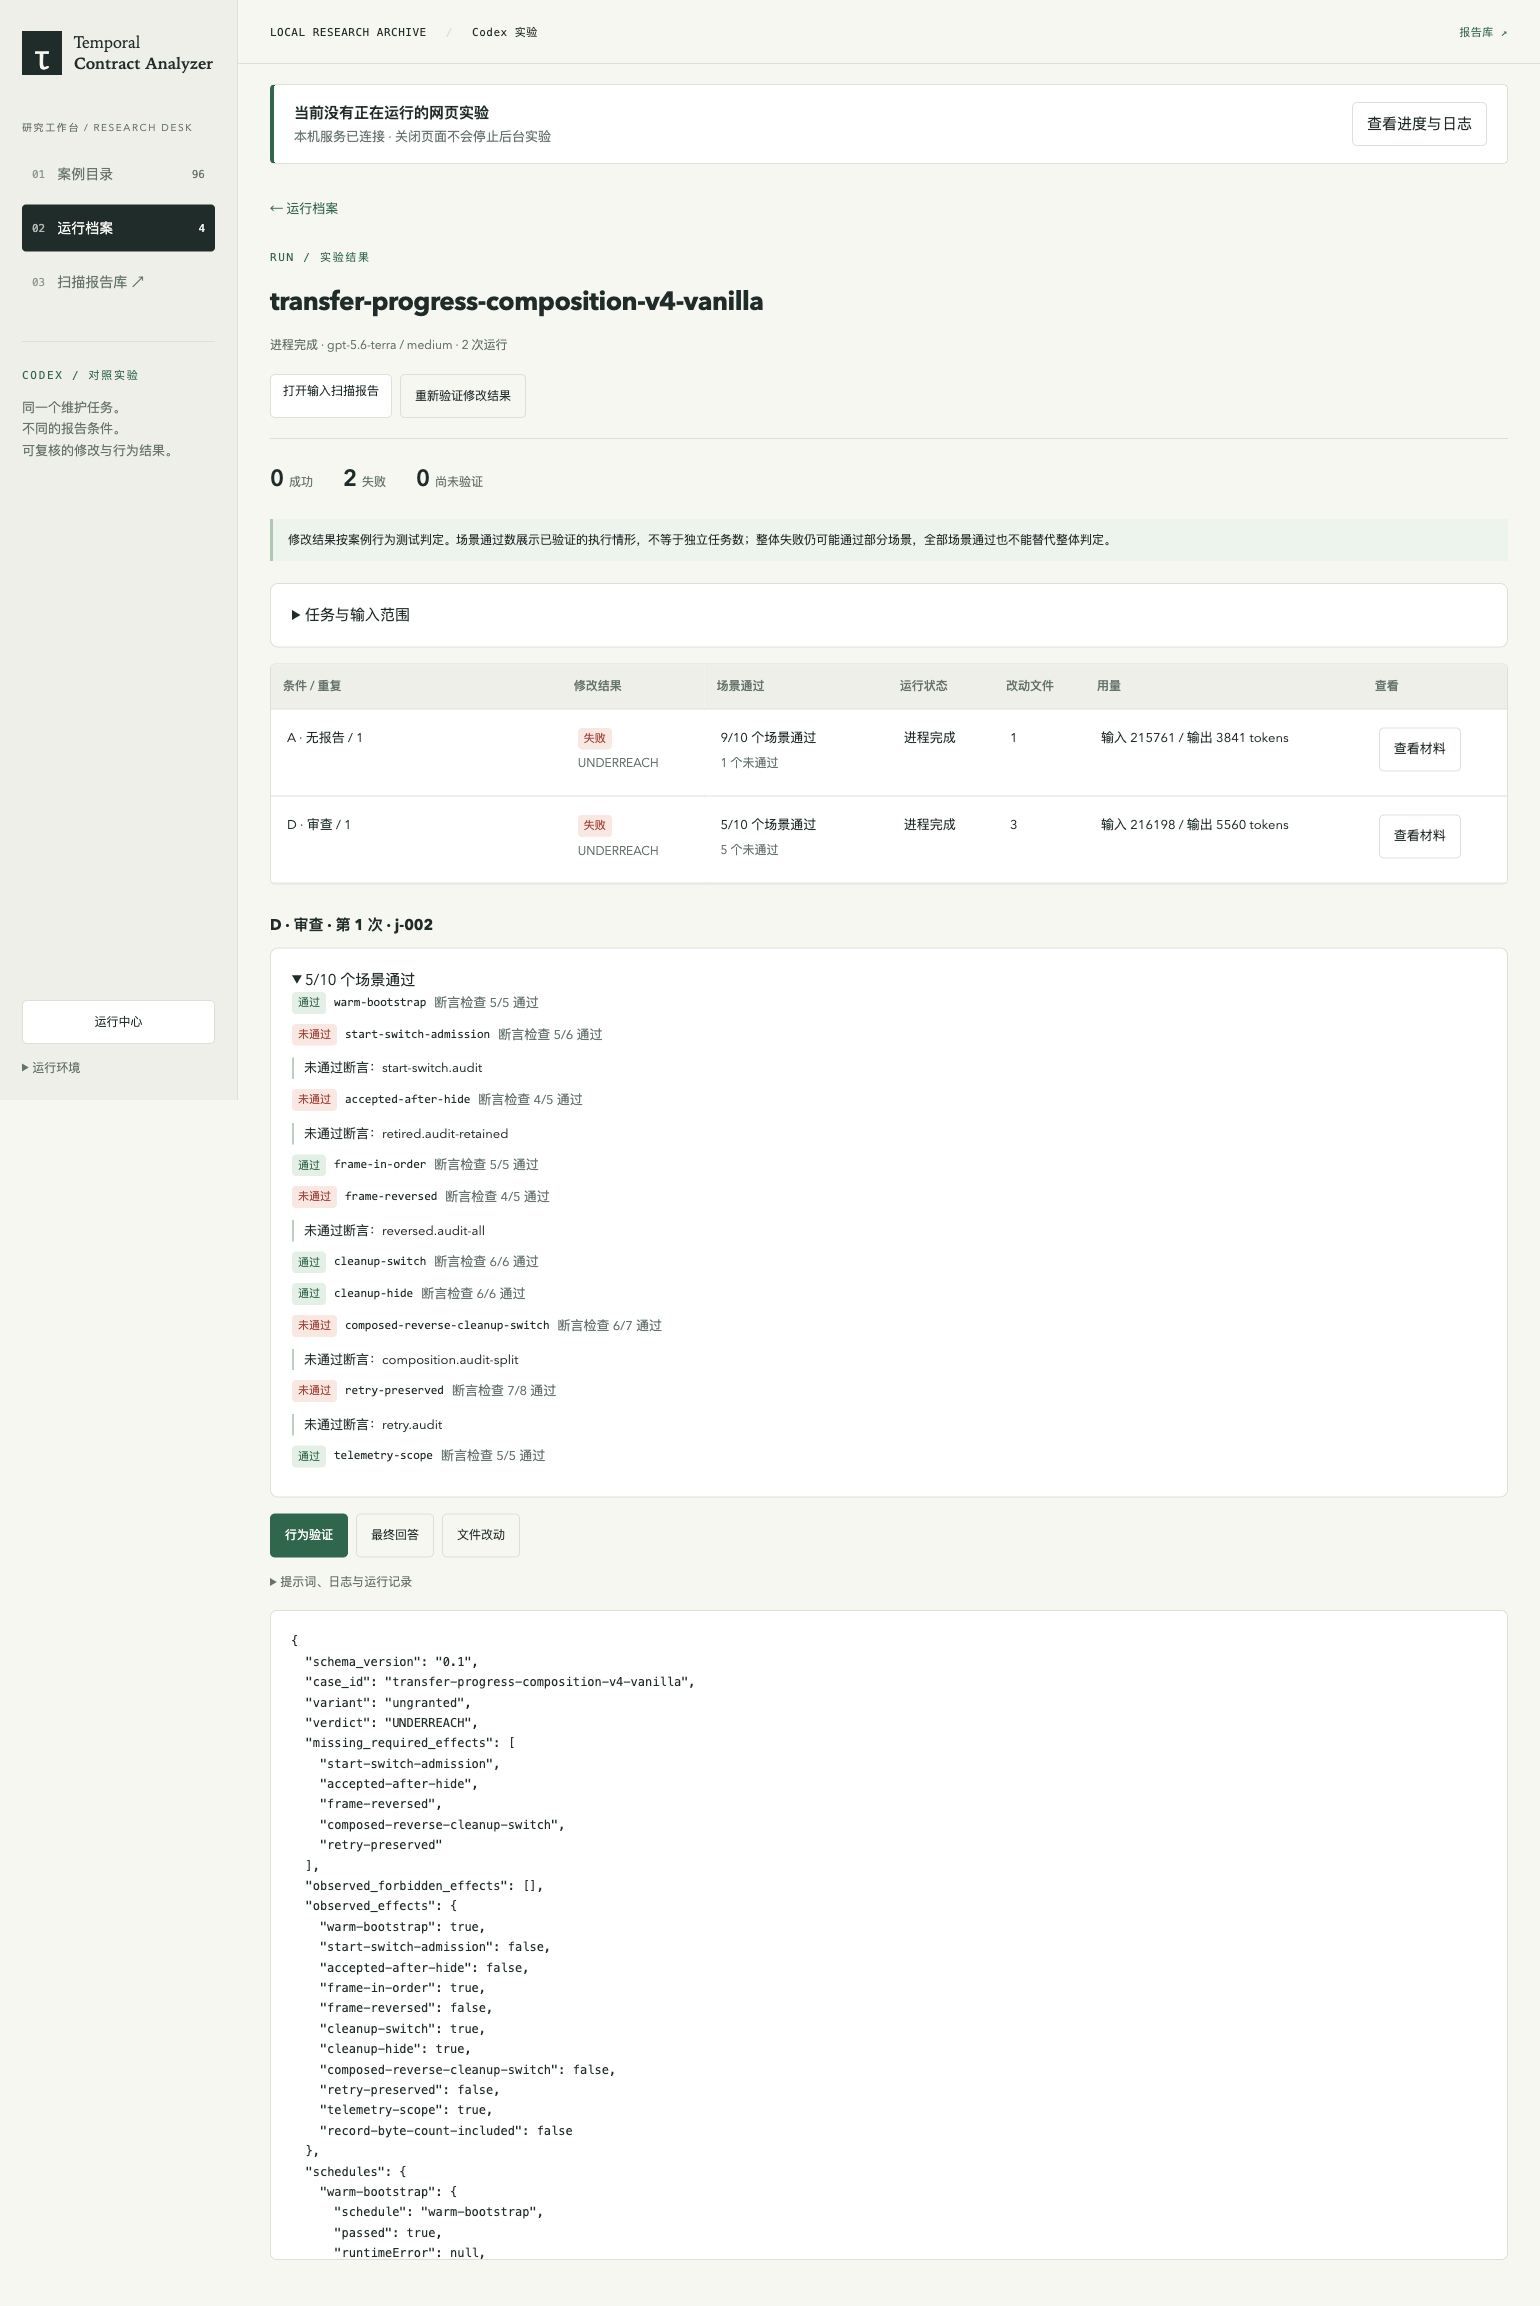 τ
Temporal
Contract Analyzer
研究工作台 / RESEARCH DESK
01 案例目录 96
02 运行档案 4
03 扫描报告库 ↗
CODEX / 对照实验
同一个维护任务。
不同的报告条件。
可复核的修改与行为结果。
运行中心
▶ 运行环境
LOCAL RESEARCH ARCHIVE / Codex 实验
报告库 ↗
当前没有正在运行的网页实验
本机服务已连接 · 关闭页面不会停止后台实验
查看进度与日志
← 运行档案
RUN / 实验结果
transfer-progress-composition-v4-vanilla
进程完成 · gpt-5.6-terra / medium · 2 次运行
打开输入扫描报告
重新验证修改结果
0 成功 2 失败 0 尚未验证
修改结果按案例行为测试判定。场景通过数展示已验证的执行情形，不等于独立任务数；整体失败仍可能通过部分场景，全部场景通过也不能替代整体判定。
▶ 任务与输入范围
条件 / 重复 修改结果 场景通过 运行状态 改动文件 用量 查看
A · 无报告 / 1 失败 9/10 个场景通过 进程完成 1 输入 215761 / 输出 3841 tokens 查看材料
UNDERREACH 1 个未通过
D · 审查 / 1 失败 5/10 个场景通过 进程完成 3 输入 216198 / 输出 5560 tokens 查看材料
UNDERREACH 5 个未通过
D · 审查 · 第 1 次 · j-002
▼ 5/10 个场景通过
通过 warm-bootstrap 断言检查 5/5 通过
未通过 start-switch-admission 断言检查 5/6 通过
未通过断言：start-switch.audit
未通过 accepted-after-hide 断言检查 4/5 通过
未通过断言：retired.audit-retained
通过 frame-in-order 断言检查 5/5 通过
未通过 frame-reversed 断言检查 4/5 通过
未通过断言：reversed.audit-all
通过 cleanup-switch 断言检查 6/6 通过
通过 cleanup-hide 断言检查 6/6 通过
未通过 composed-reverse-cleanup-switch 断言检查 6/7 通过
未通过断言：composition.audit-split
未通过 retry-preserved 断言检查 7/8 通过
未通过断言：retry.audit
通过 telemetry-scope 断言检查 5/5 通过
行为验证 最终回答 文件改动
▶ 提示词、日志与运行记录
{
"schema_version": "0.1",
"case_id": "transfer-progress-composition-v4-vanilla",
"variant": "ungranted",
"verdict": "UNDERREACH",
"missing_required_effects": [
"start-switch-admission",
"accepted-after-hide",
"frame-reversed",
"composed-reverse-cleanup-switch",
"retry-preserved"
],
"observed_forbidden_effects": [],
"observed_effects": {
"warm-bootstrap": true,
"start-switch-admission": false,
"accepted-after-hide": false,
"frame-in-order": true,
"frame-reversed": false,
"cleanup-switch": true,
"cleanup-hide": true,
"composed-reverse-cleanup-switch": false,
"retry-preserved": false,
"telemetry-scope": true,
"record-byte-count-included": false
},
"schedules": {
"warm-bootstrap": {
"schedule": "warm-bootstrap",
"passed": true,
"runtimeError": null,